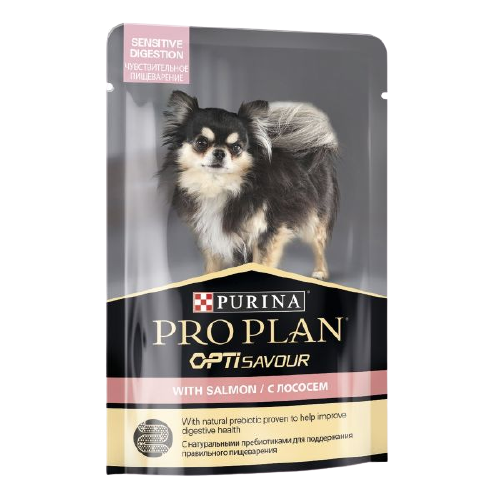 SENSITIVE
DIGESTION
ЧУВСТВИТЕЛЬНОЕ
ПИЩЕВАРЕНИЕ
PURINA
PRO PLAN
OPTISAVOUR
WITH SALMON / С ЛОСОСЕМ
With natural prebiotic proven to help improve
digestive health
С натуральными пребиотиками для поддержания
правильного пищеварения